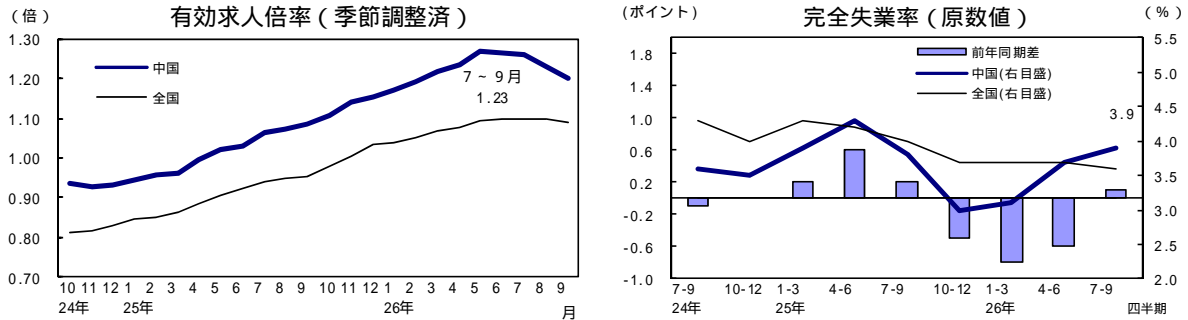 (倍)
有効求人倍率(季節調整済)
1.30
1.20
1.10
1.00
0.90
0.80
0.70
中国
全国
7~9月
1.23
10 11 12 1 2 3 4 5 6 7 8 9 10 11 12 1 2 3 4 5 6 7 8 9
24年 25年 26年
月
(ポイント)
完全失業率(原数値)
(%)
1.8
1.4
1.0
0.6
0.2
-0.2
-0.6
-1.0
前年同期差
中国(右目盛)
全国(右目盛)
3.9
5.5
5.0
4.5
4.0
3.5
3.0
2.5
2.0
7-9 10-12 1-3 4-6 7-9 10-12 1-3 4-6 7-9
24年 25年 26年 四半期